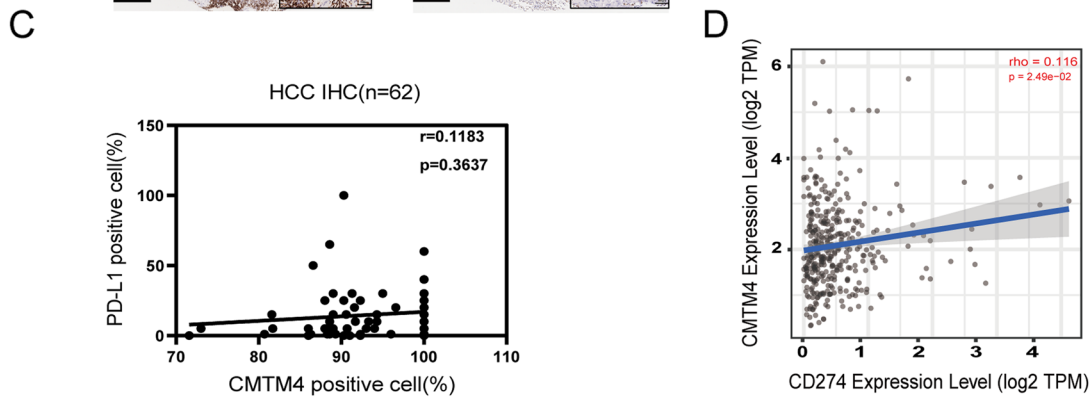 C
HCC IHC(n=62)
r=0.1183
p=0.3637
PD-L1 positive cell(%)
150
100
50
0
70 80 90 100 110
CMTM4 positive cell(%)
D
rho = 0.116
p = 2.49e−02
CMTM4 Expression Level (log2 TPM)
6
4
2
0 1 2 3 4
CD274 Expression Level (log2 TPM)